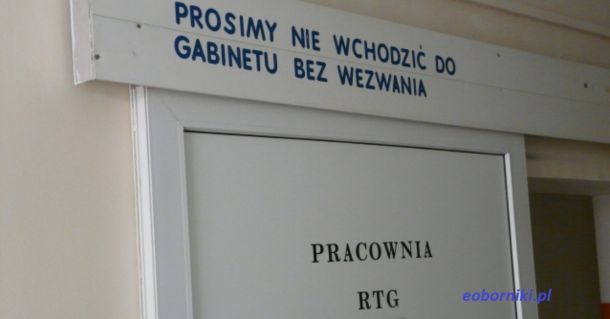 PROSIMY NIE WCHODZIĆ DO
GABINETU BEZ WEZWANIA
PRACOWNIA
RTG
eoborniki.pl